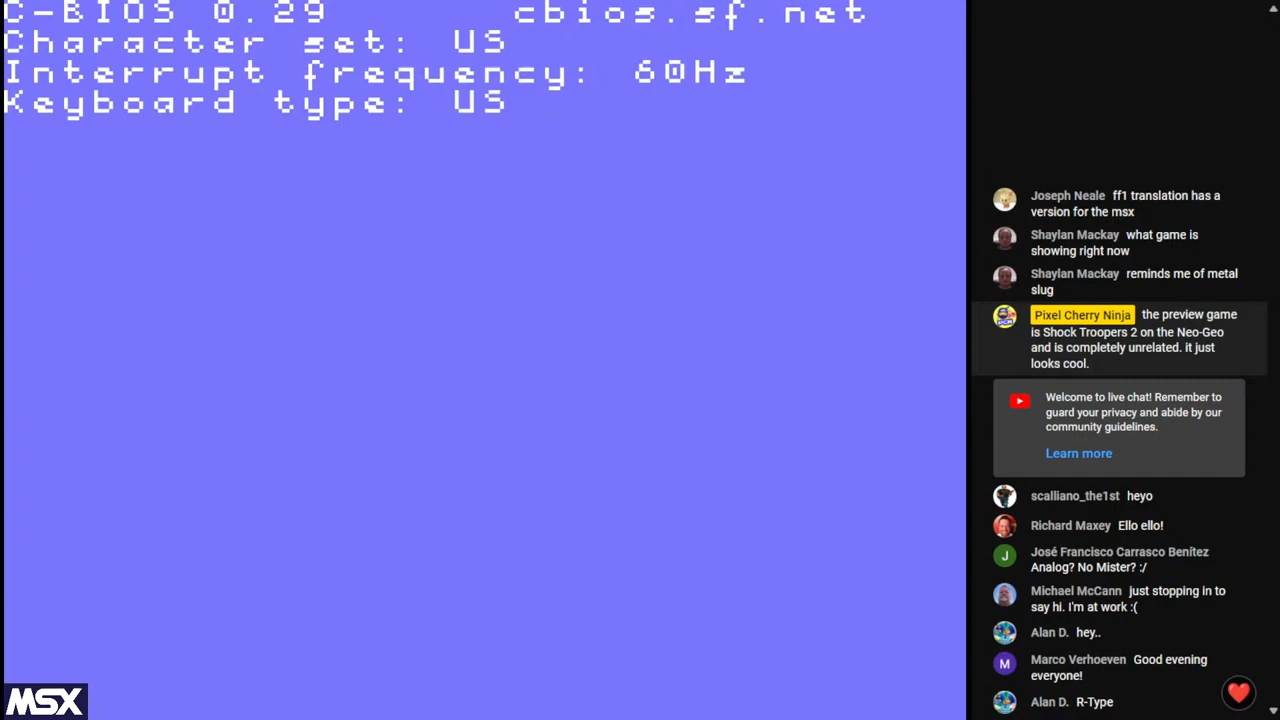 C-BIOS 0.29 cbios.sf.net
Character set: US
Interrupt frequency: 60Hz
Keyboard type: US
MSX
Joseph Neale ff1 translation has a
version for the msx
Shaylan Mackay what game is
showing right now
Shaylan Mackay reminds me of metal
slug
Pixel Cherry Ninja the preview game
is Shock Troopers 2 on the Neo-Geo
and is completely unrelated. it just
looks cool.
Welcome to live chat! Remember to
guard your privacy and abide by our
community guidelines.
Learn more
scalliano_the1st heyo
Richard Maxey Ello ello!
J
José Francisco Carrasco Benítez
Analog? No Mister? :/
Michael McCann just stopping in to
say hi. I'm at work :(
Alan D. hey..
M
Marco Verhoeven Good evening
everyone!
Alan D. R-Type